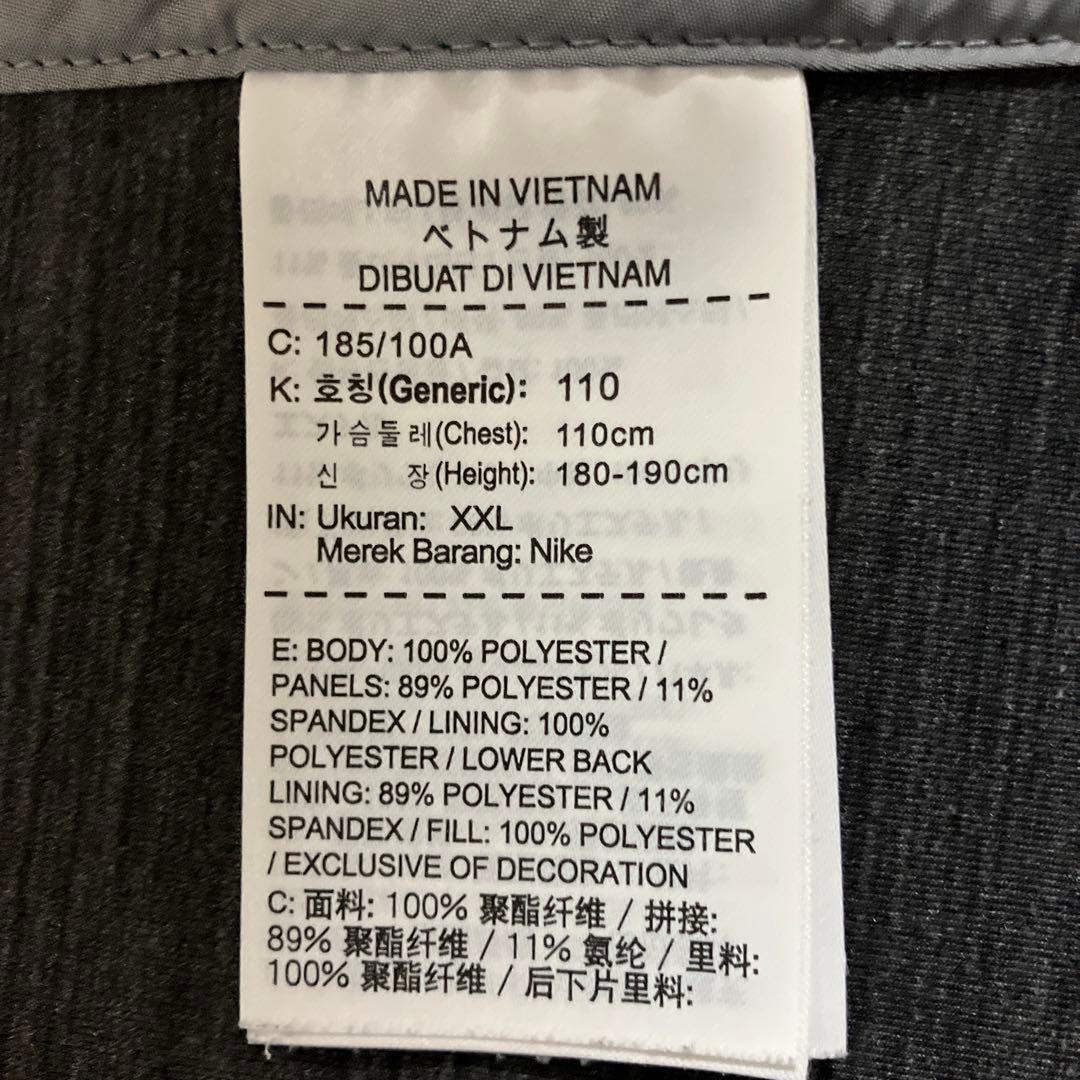 MADE IN VIETNAM
ベトナム製
DIBUAT DI VIETNAM
C: 185/100A
K: 호칭(Generic): 110
가슴둘레(Chest): 110cm
신 장(Height): 180-190cm
IN: Ukuran: XXL
Merek Barang: Nike
E: BODY: 100% POLYESTER /
PANELS: 89% POLYESTER / 11%
SPANDEX / LINING: 100%
POLYESTER / LOWER BACK
LINING: 89% POLYESTER / 11%
SPANDEX / FILL: 100% POLYESTER
/ EXCLUSIVE OF DECORATION
C: 面料: 100% 聚酯纤维 / 拼接:
89% 聚酯纤维 / 11% 氨纶 / 里料:
100% 聚酯纤维 / 后下片里料: